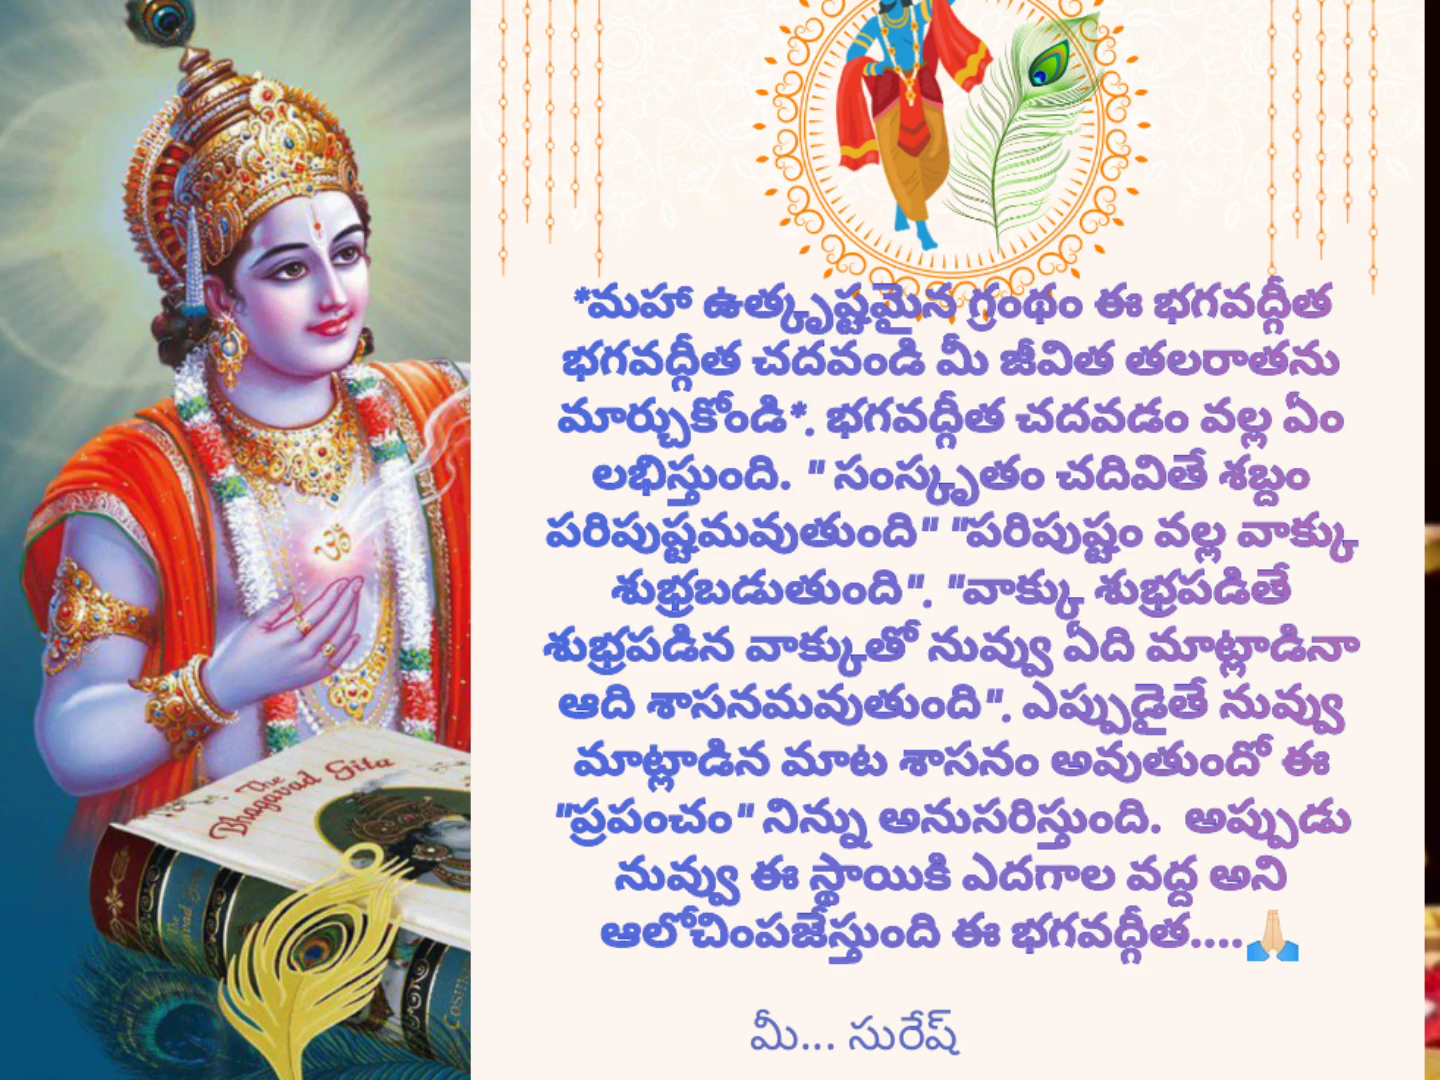 *మహా ఉత్కృష్టమైన గ్రంథం ఈ భగవద్గీత
భగవద్గీత చదవండి మీ జీవిత తలరాతను
మార్చుకోండి*. భగవద్గీత చదవడం వల్ల ఏం
లభిస్తుంది. " సంస్కృతం చదివితే శబ్దం
పరిపుష్టమవుతుంది" "పరిపుష్టం వల్ల వాక్కు
శుభ్రబడుతుంది". "వాక్కు శుభ్రపడితే
శుభ్రపడిన వాక్కుతో నువ్వు ఏది మాట్లాడినా
ఆది శాసనమవుతుంది". ఎప్పుడైతే నువ్వు
మాట్లాడిన మాట శాసనం అవుతుందో ఈ
"ప్రపంచం" నిన్ను అనుసరిస్తుంది. అప్పుడు
నువ్వు ఈ స్థాయికి ఎదగాల వద్ద అని
ఆలోచింపజేస్తుంది ఈ భగవద్గీత....🙏🏻
మీ... సురేష్
The
Bhagavad Gita